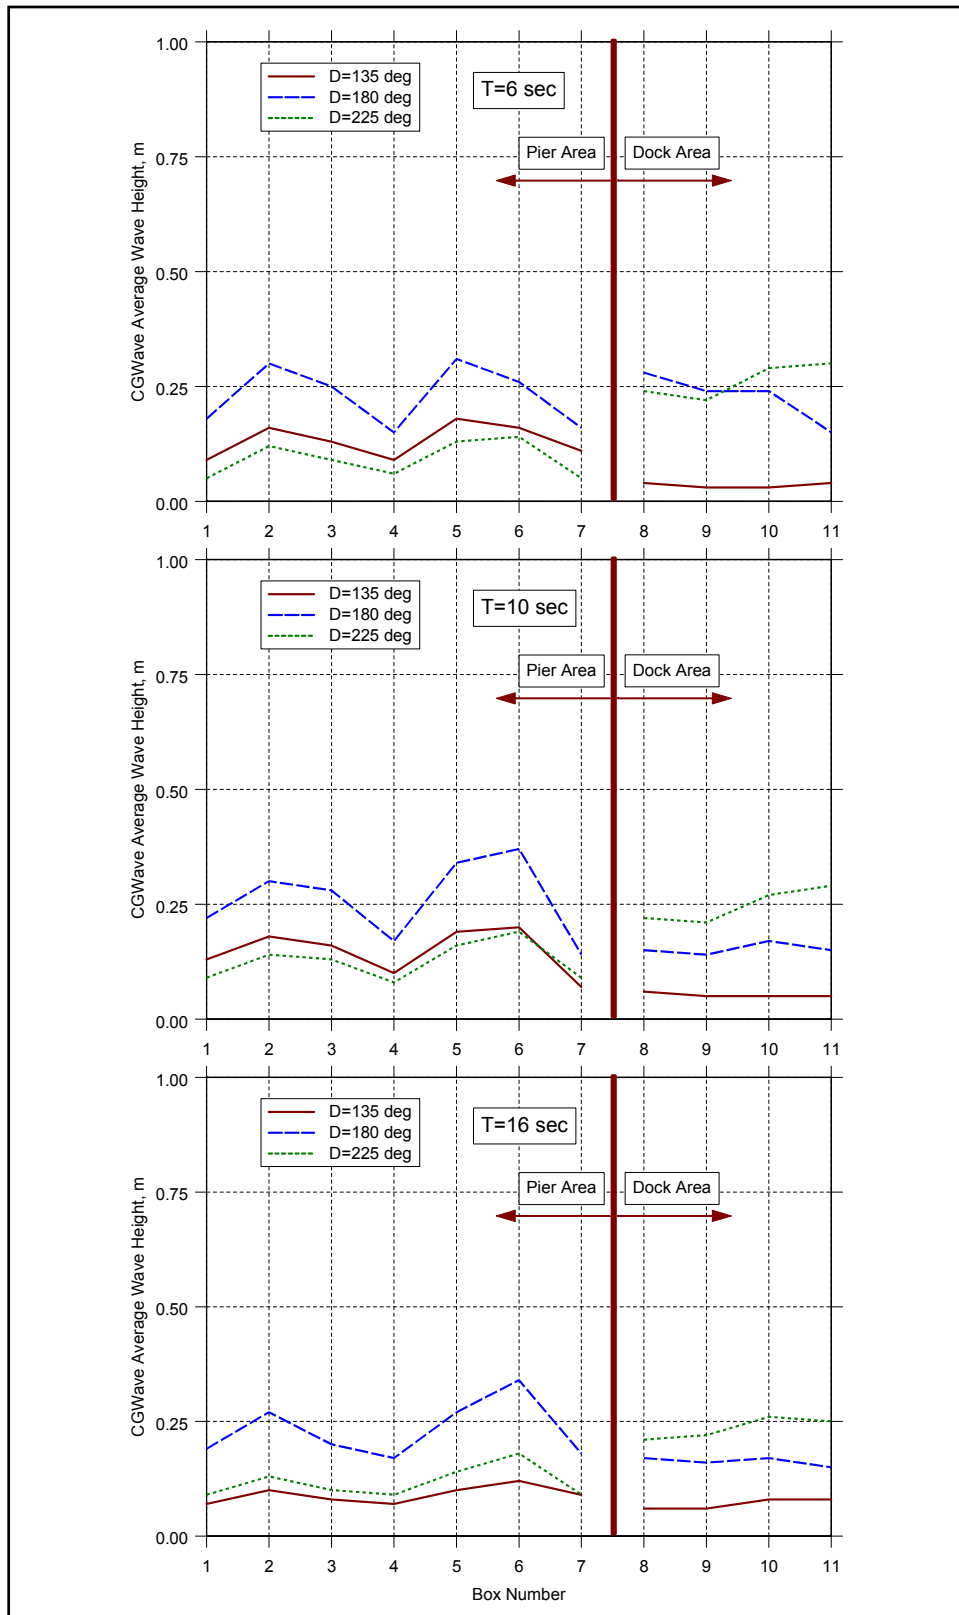 1.00
D=135 deg
D=180 deg
D=225 deg
T=6 sec
0.75
Pier Area
Dock Area
0.50
0.25
0.00
CGWave Average Wave Height, m
1 2 3 4 5 6 7 8 9 10 11
1.00
D=135 deg
D=180 deg
D=225 deg
T=10 sec
0.75
Pier Area
Dock Area
0.50
0.25
0.00
CGWave Average Wave Height, m
1 2 3 4 5 6 7 8 9 10 11
1.00
D=135 deg
D=180 deg
D=225 deg
T=16 sec
0.75
Pier Area
Dock Area
0.50
0.25
0.00
CGWave Average Wave Height, m
1 2 3 4 5 6 7 8 9 10 11
Box Number